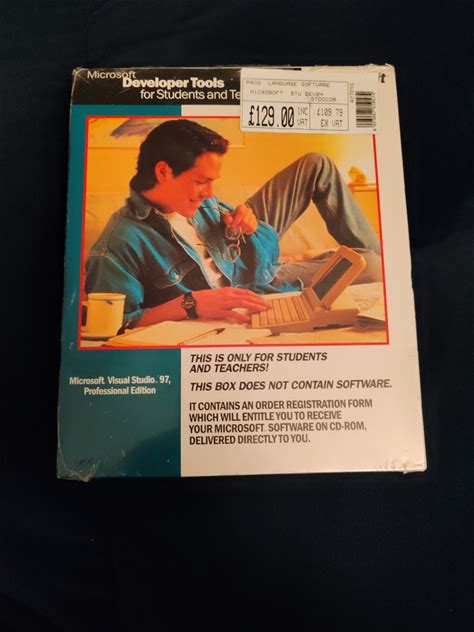 Microsoft
Developer Tools
for Students and Te
PROG LANGUAGE SOFTWARE
MICROSOFT
£129.00 INC VAT £109.79 EX VAT
Microsoft Visual Studio 97,
Professional Edition
THIS IS ONLY FOR STUDENTS
AND TEACHERS!
THIS BOX DOES NOT CONTAIN SOFTWARE.
IT CONTAINS AN ORDER REGISTRATION FORM
WHICH WILL ENTITLE YOU TO RECEIVE
YOUR MICROSOFT SOFTWARE ON CD-ROM,
DELIVERED DIRECTLY TO YOU.